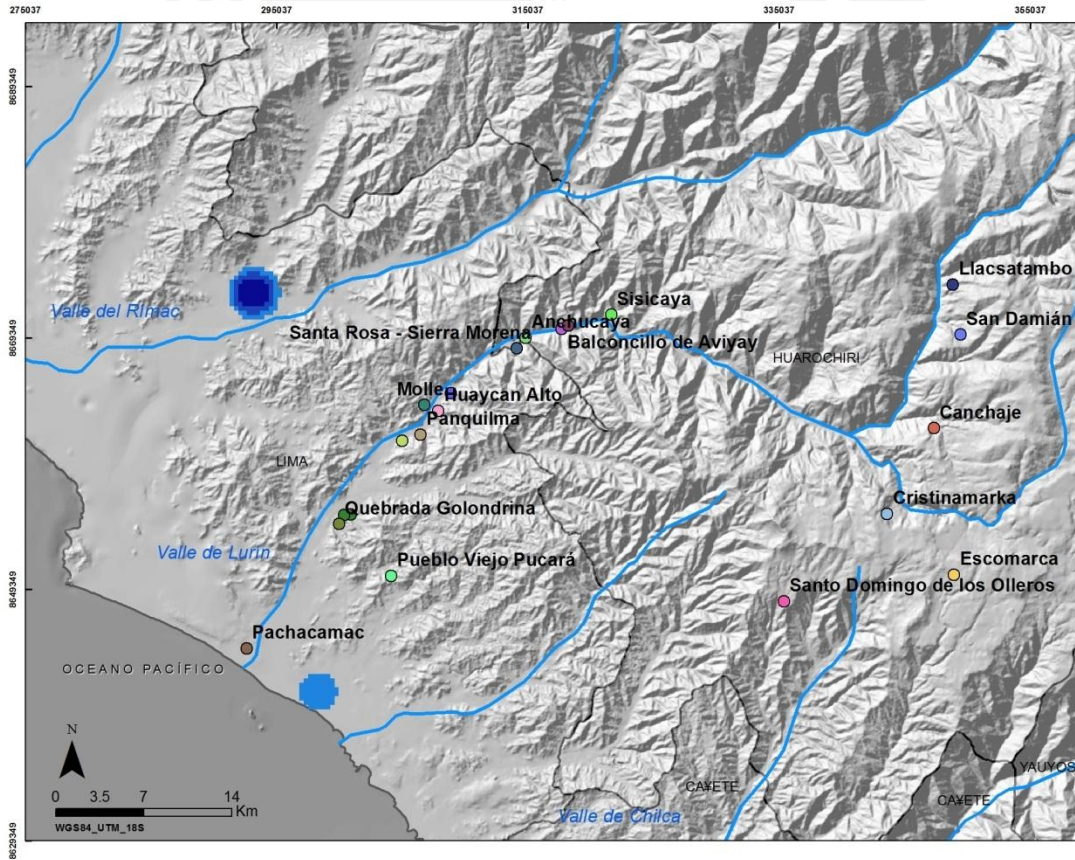 275037 295037 315037 335037 365037
8689349
Llacsatambo
Sisicaya
Valle del Rímac
Anchucaya
San Damián
Santa Rosa - Sierra Morena
8669349
Balconcillo de Aviyay
HUAROCHIRI
Molle
Huaycan Alto
Canchaje
Panquilma
LIMA
Cristinamarka
Quebrada Golondrina
Valle de Lurín
Pueblo Viejo Pucará
Escomarca
8649349
Santo Domingo de los Olleros
Pachacamac
OCEANO PACÍFICO
N
YAUYOS
CA¥ETE
CA¥ETE
0 3.5 7 14
Km
Valle de Chilca
WGS84_UTM_18S
8629349